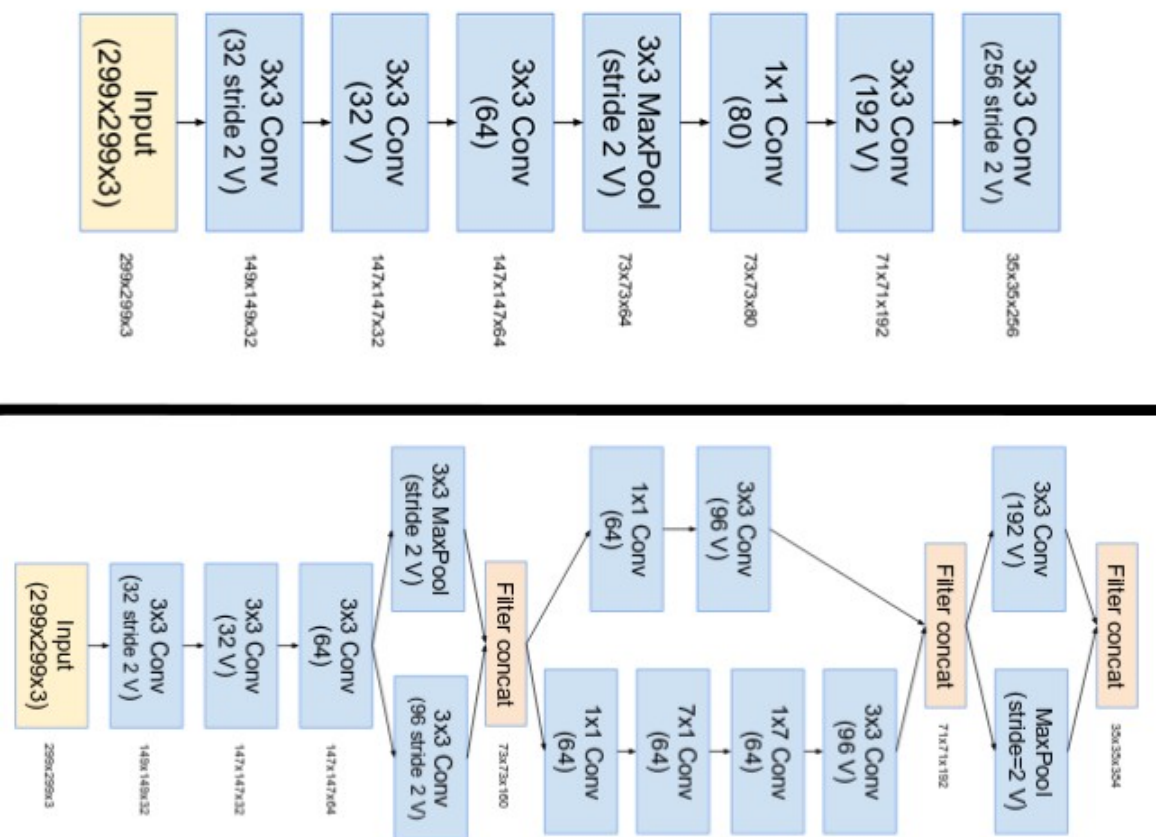 Input
(299x299x3)
3x3 Conv
(32 stride 2 V)
3x3 Conv
(32 V)
3x3 Conv
(64)
3x3 MaxPool
(stride 2 V)
1x1 Conv
(80)
3x3 Conv
(192 V)
3x3 Conv
(256 stride 2 V)
299x299x3
149x149x32
147x147x32
147x147x64
73x73x64
73x73x80
71x71x192
35x35x256
Input
(299x299x3)
3x3 Conv
(32 stride 2 V)
3x3 Conv
(32 V)
3x3 Conv
(64)
3x3 MaxPool
(stride 2 V)
3x3 Conv
(96 stride 2 V)
Filter concat
1x1 Conv
(64)
3x3 Conv
(96 V)
1x1 Conv
(64)
7x1 Conv
(64)
1x7 Conv
(64)
3x3 Conv
(96 V)
Filter concat
3x3 Conv
(192 V)
MaxPool
(stride=2 V)
Filter concat
299x299x3
149x149x32
147x147x32
147x147x64
73x73x160
71x71x192
35x35x384